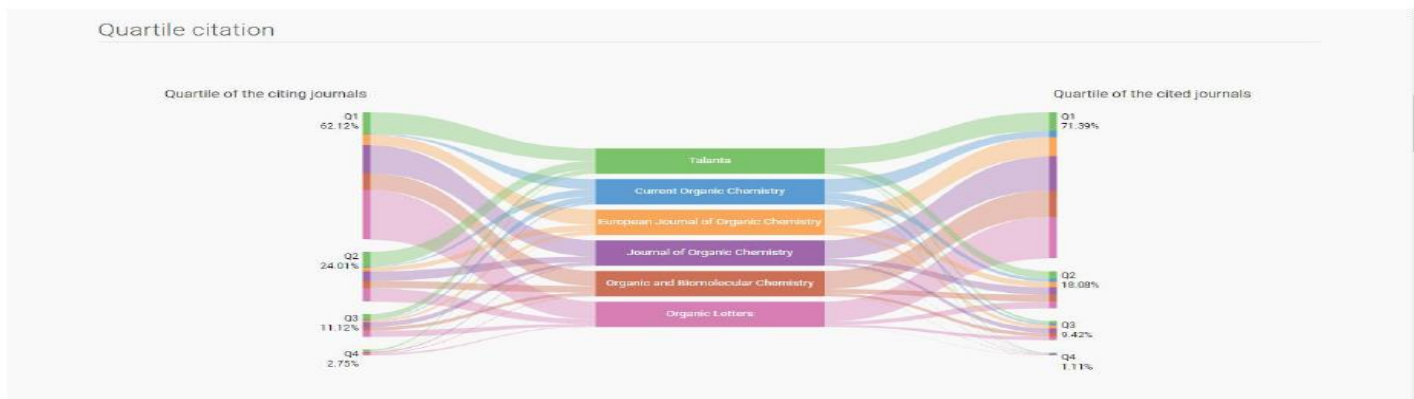 Quartile citation
Quartile of the citing journals
Quartile of the cited journals
Q1
62.12%
Q2
24.01%
Q3
11.12%
Q4
2.75%
Talanta
Current Organic Chemistry
European Journal of Organic Chemistry
Journal of Organic Chemistry
Organic and Biomolecular Chemistry
Organic Letters
Q1
71.39%
Q2
18.08%
Q3
9.42%
Q4
1.11%